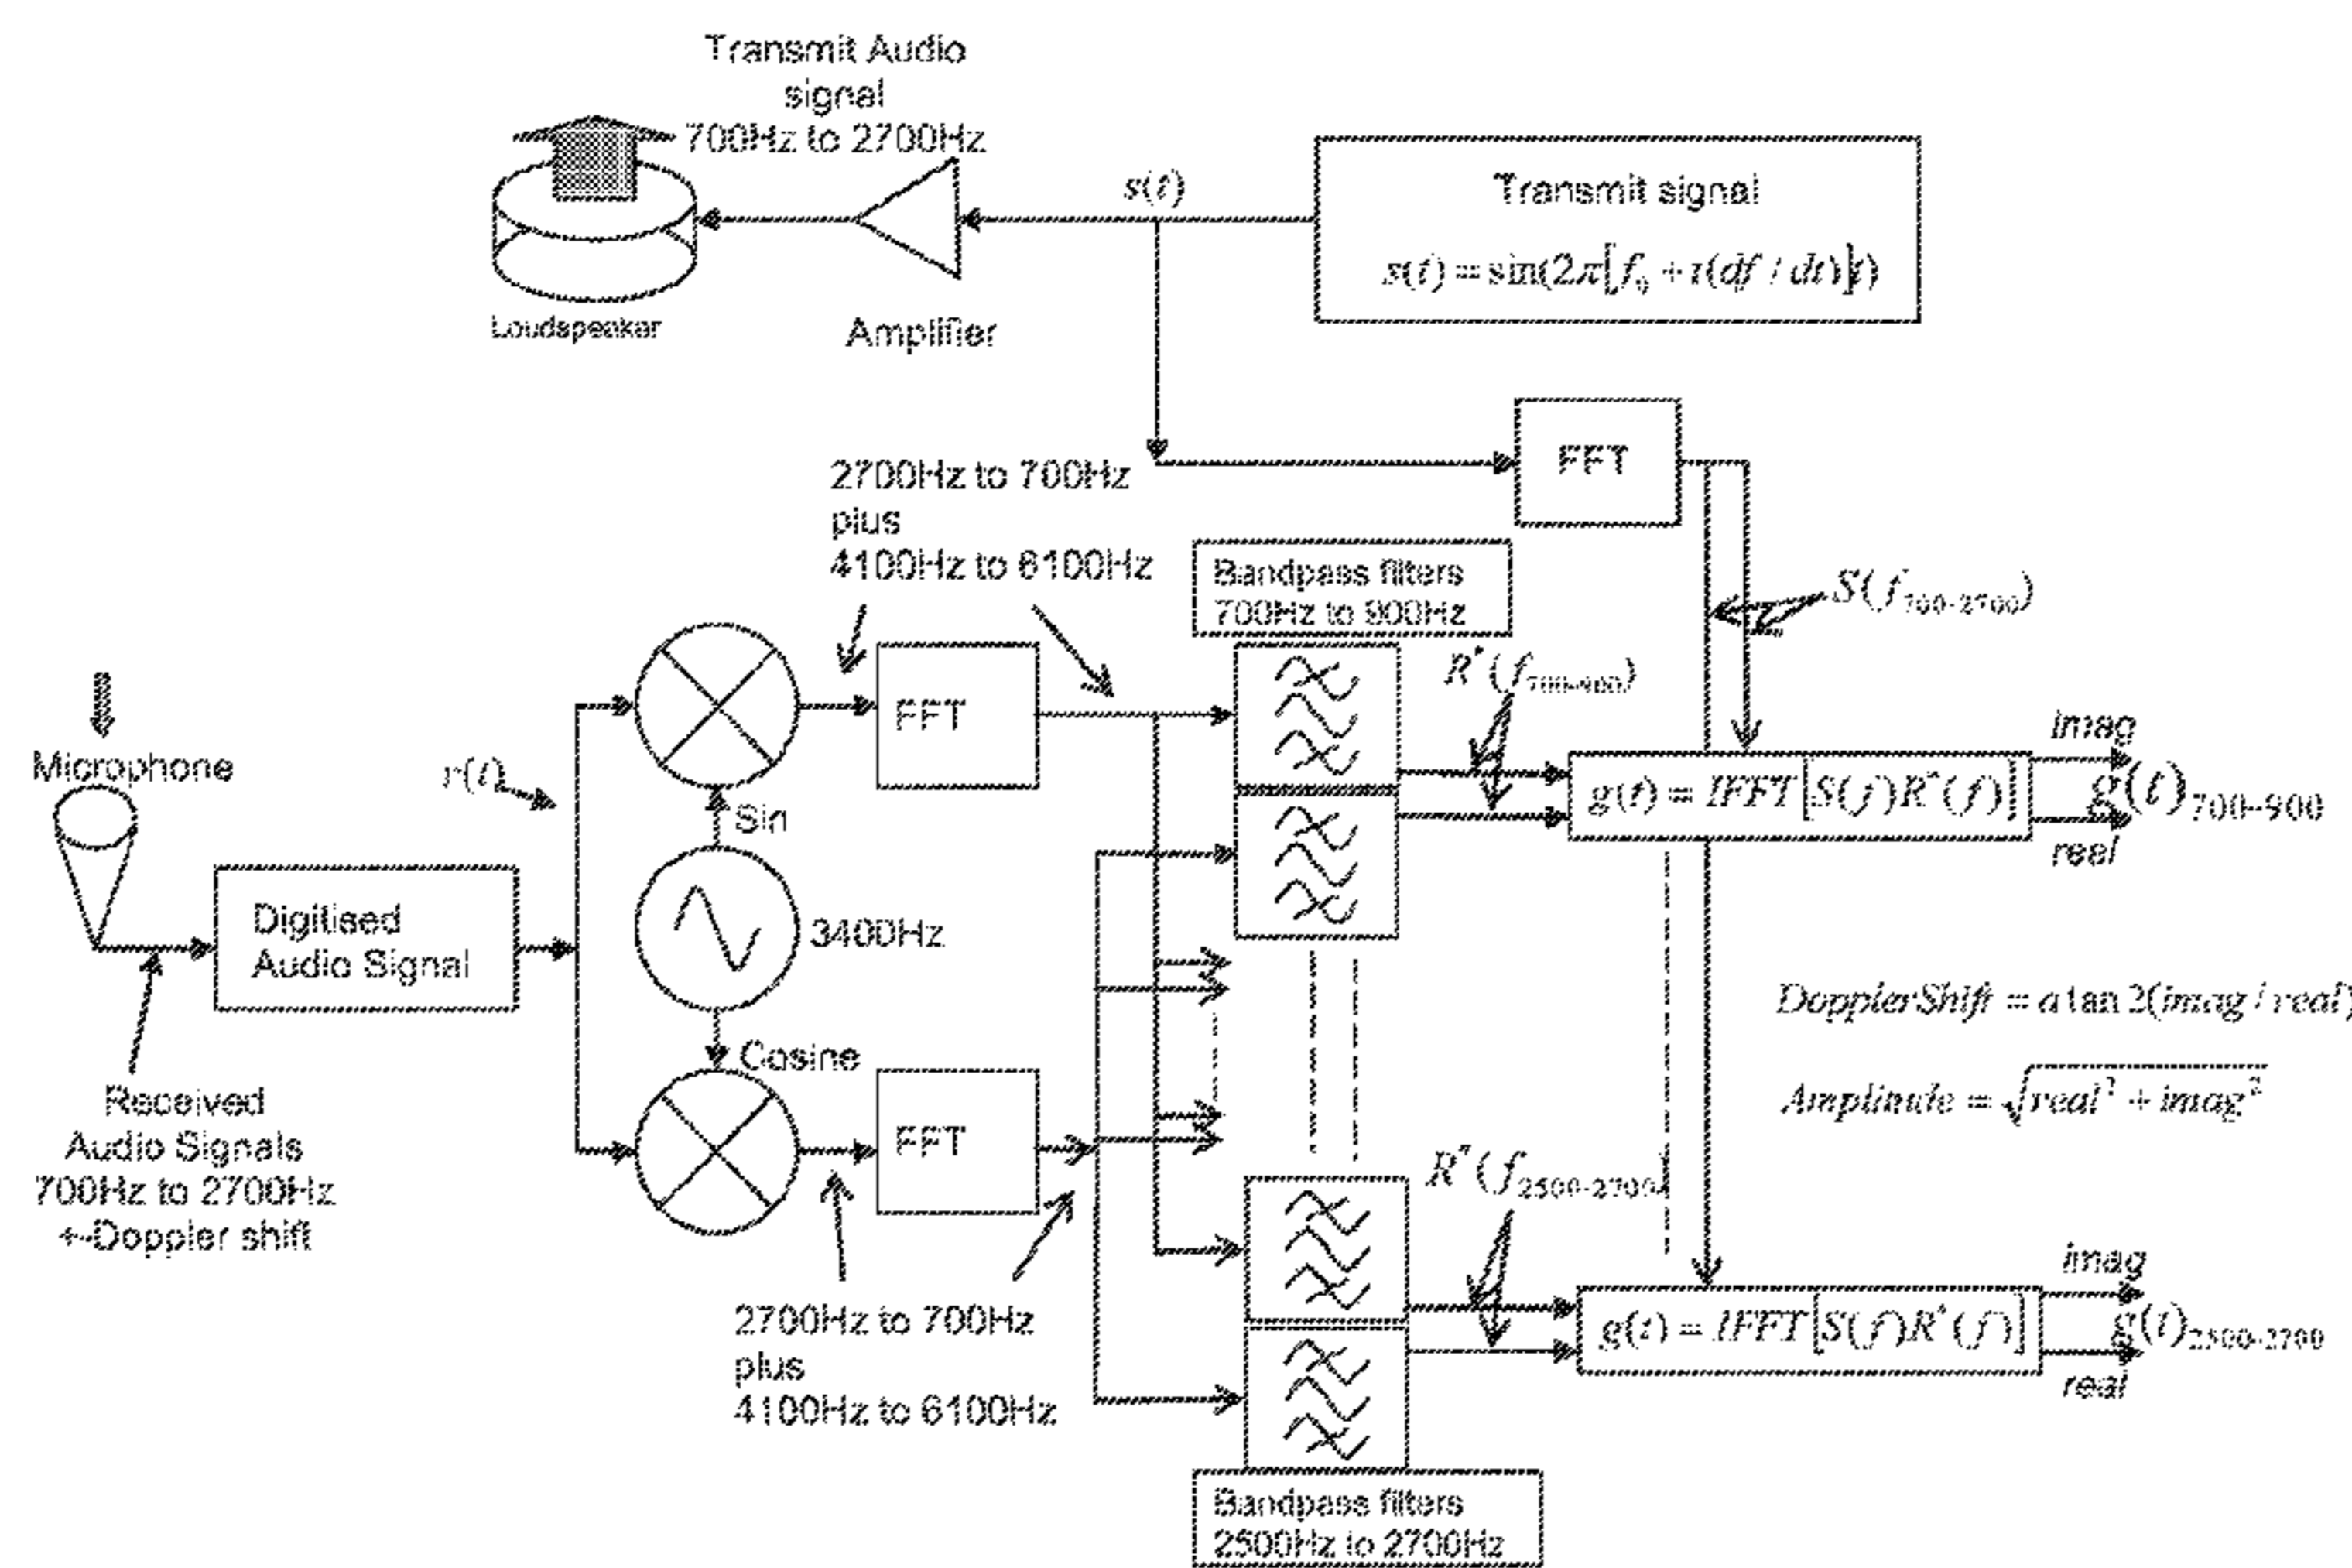 Transmit Audio
signal
700Hz to 2700Hz
s(t)
Transmit signal
s(t) = sin(2π[f₀ + t(df / dt)]t)
Loudspeaker
Amplifier
FFT
2700Hz to 700Hz
plus
4100Hz to 6100Hz
Bandpass filters
700Hz to 900Hz
S(f₇₀₀₋₂₇₀₀)
R*(f₇₀₀₋₉₀₀)
FFT
Microphone
r(t)
Sin
imag
g(t) = IFFT[S(f)R*(f)]
g(t)₇₀₀₋₉₀₀
real
Digitised
Audio Signal
3400Hz
DopplerShift = atan 2(imag / real)
Cosine
Amplitude = √real² + imag²
Received
Audio Signals
700Hz to 2700Hz
+-Doppler shift
FFT
R*(f₂₅₀₀₋₂₇₀₀)
imag
g(t) = IFFT[S(f)R*(f)]
g(t)₂₅₀₀₋₂₇₀₀
real
2700Hz to 700Hz
plus
4100Hz to 6100Hz
Bandpass filters
2500Hz to 2700Hz